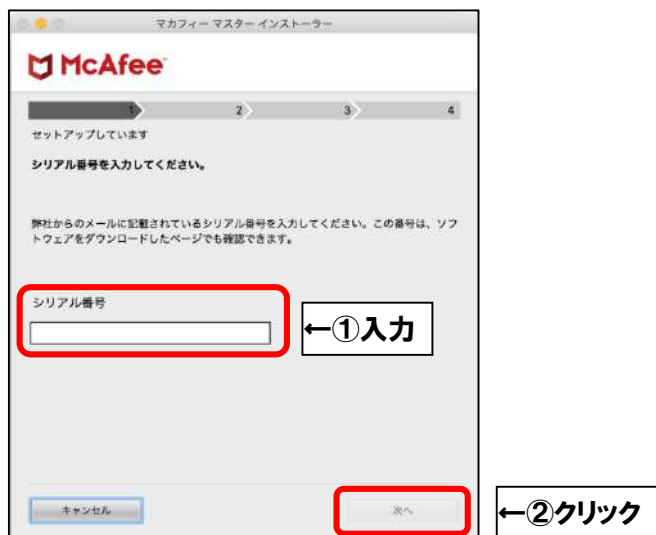 マカフィー マスター インストーラー
McAfee
1 2 3 4
セットアップしています
シリアル番号を入力してください。
弊社からのメールに記載されているシリアル番号を入力してください。この番号は、ソフ
トウェアをダウンロードしたページでも確認できます。
シリアル番号
←①入力
キャンセル
次へ
←②クリック